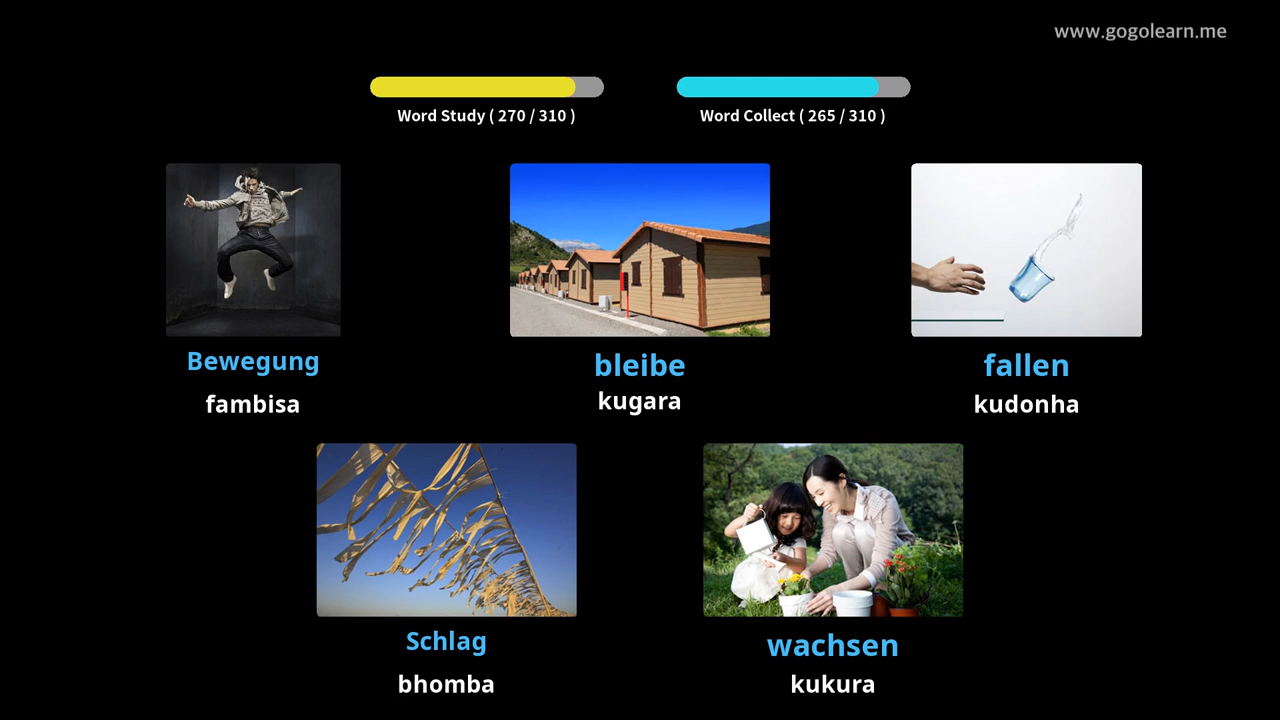 www.gogolearn.me
Word Study ( 270 / 310 )
Word Collect ( 265 / 310 )
Bewegung
fambisa
bleibe
kugara
fallen
kudonha
Schlag
bhomba
wachsen
kukura